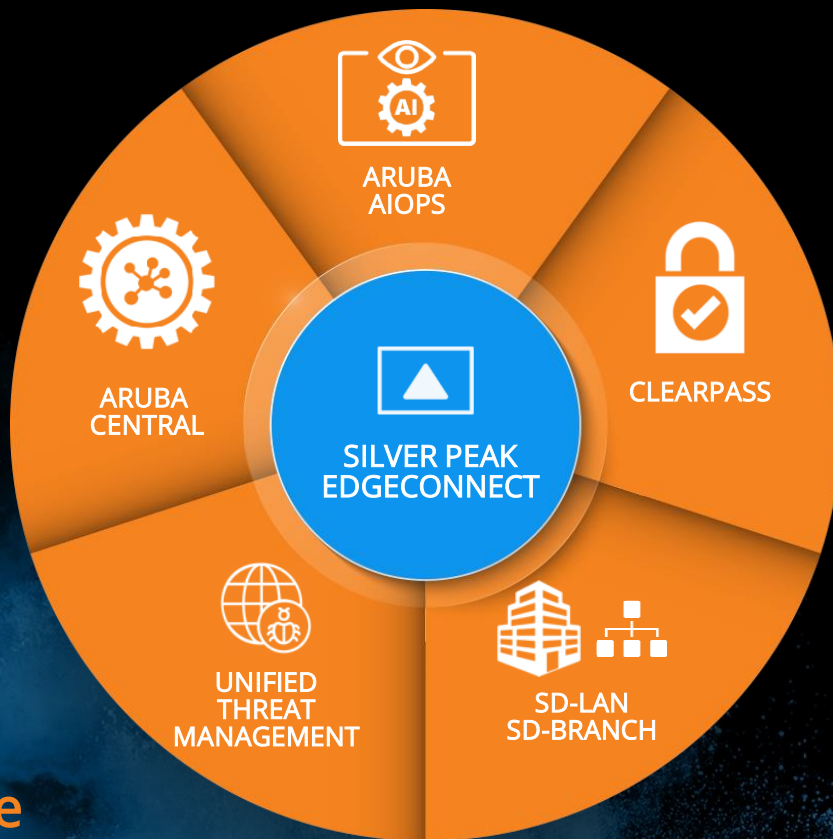 AI
ARUBA
AIOPS
ARUBA
CENTRAL
CLEARPASS
SILVER PEAK
EDGECONNECT
UNIFIED
THREAT
MANAGEMENT
SD-LAN
SD-BRANCH
e